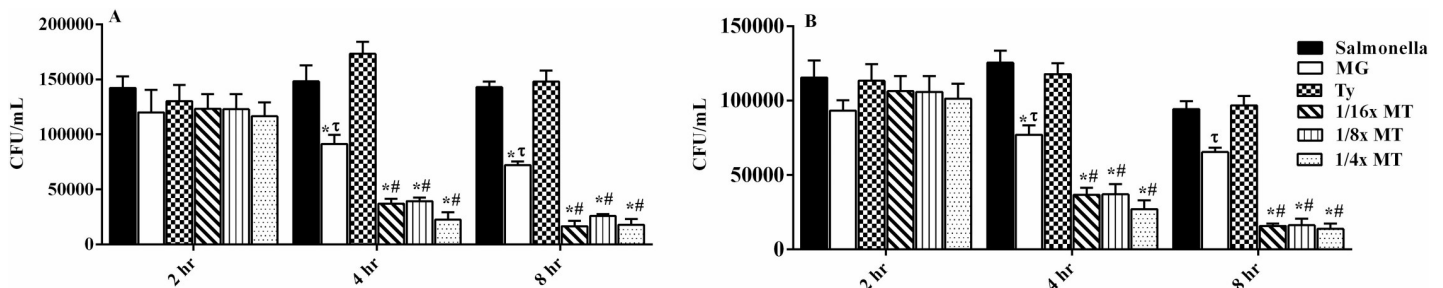 A
CFU/mL
200000
150000
100000
50000
0
*τ
*#
*#
*#
*τ
*#
*#
*#
2 hr
4 hr
8 hr
B
CFU/mL
150000
100000
50000
0
*τ
*#
*#
*#
τ
*#
*#
*#
2 hr
4 hr
8 hr
Salmonella
MG
Ty
1/16x MT
1/8x MT
1/4x MT